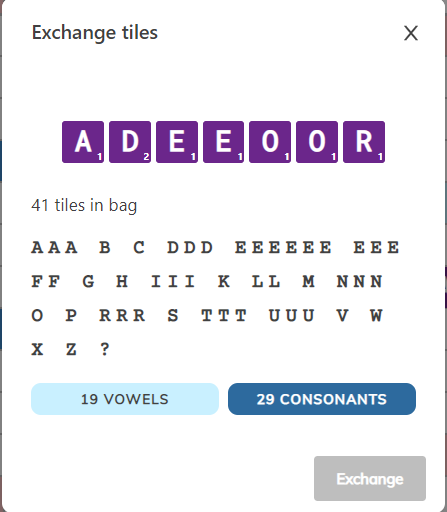 Exchange tiles X
A1 D2 E1 E1 O1 O1 R1
41 tiles in bag
AAA B C DDD EEEEEE EEE
FF G H III K LL M NNN
O P RRR S TTT UUU V W
X Z ?
19 VOWELS 29 CONSONANTS
Exchange